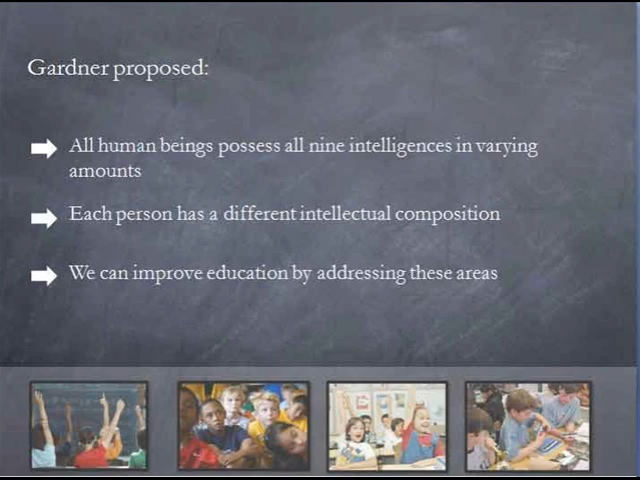 Gardner proposed:
All human beings possess all nine intelligences in varying
amounts
Each person has a different intellectual composition
We can improve education by addressing these areas